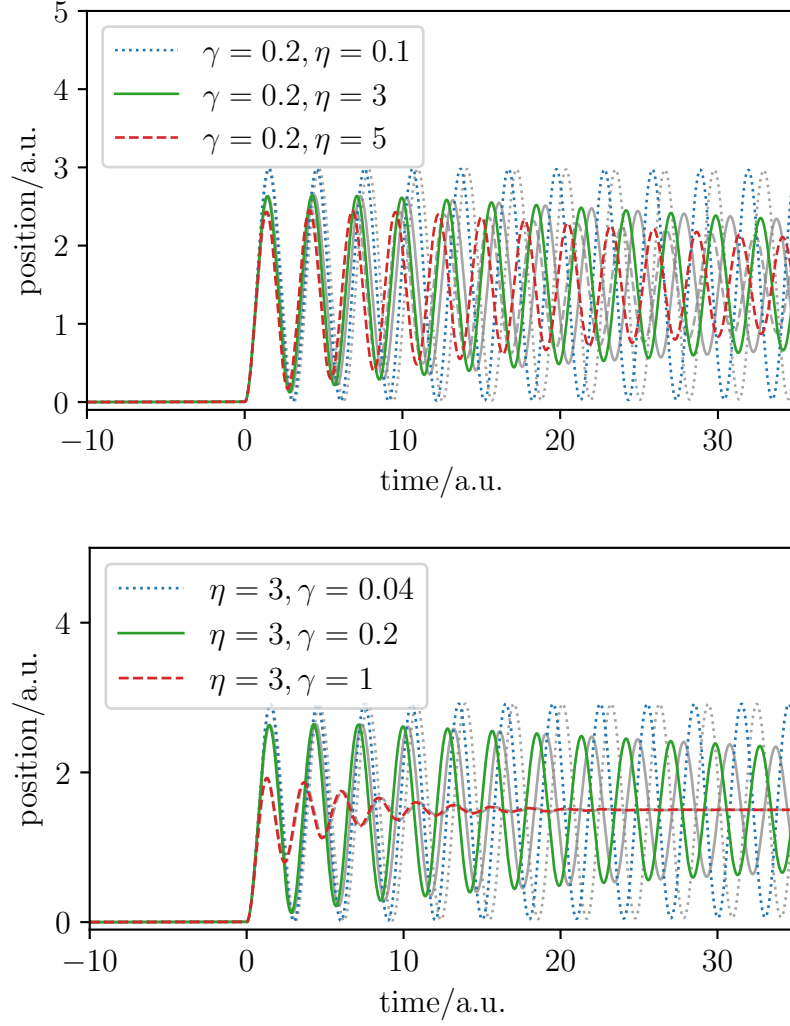 5
4
3
2
1
0
position/a.u.
γ = 0.2, η = 0.1
γ = 0.2, η = 3
γ = 0.2, η = 5
−10 0 10 20 30
time/a.u.
4
2
0
position/a.u.
η = 3, γ = 0.04
η = 3, γ = 0.2
η = 3, γ = 1
−10 0 10 20 30
time/a.u.